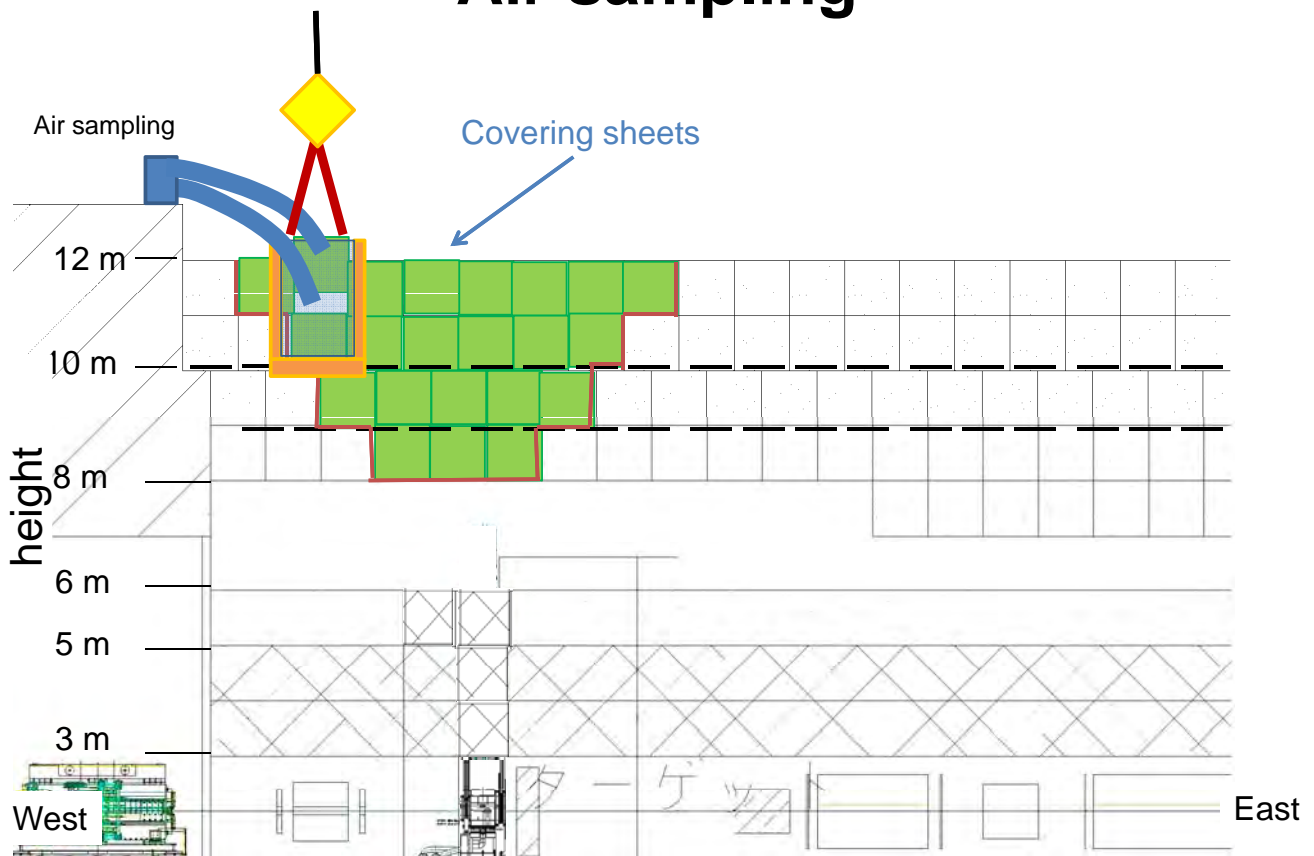 Air sampling
Air sampling
Covering sheets
12 m
10 m
height
8 m
6 m
5 m
3 m
ターゲッ
West
East